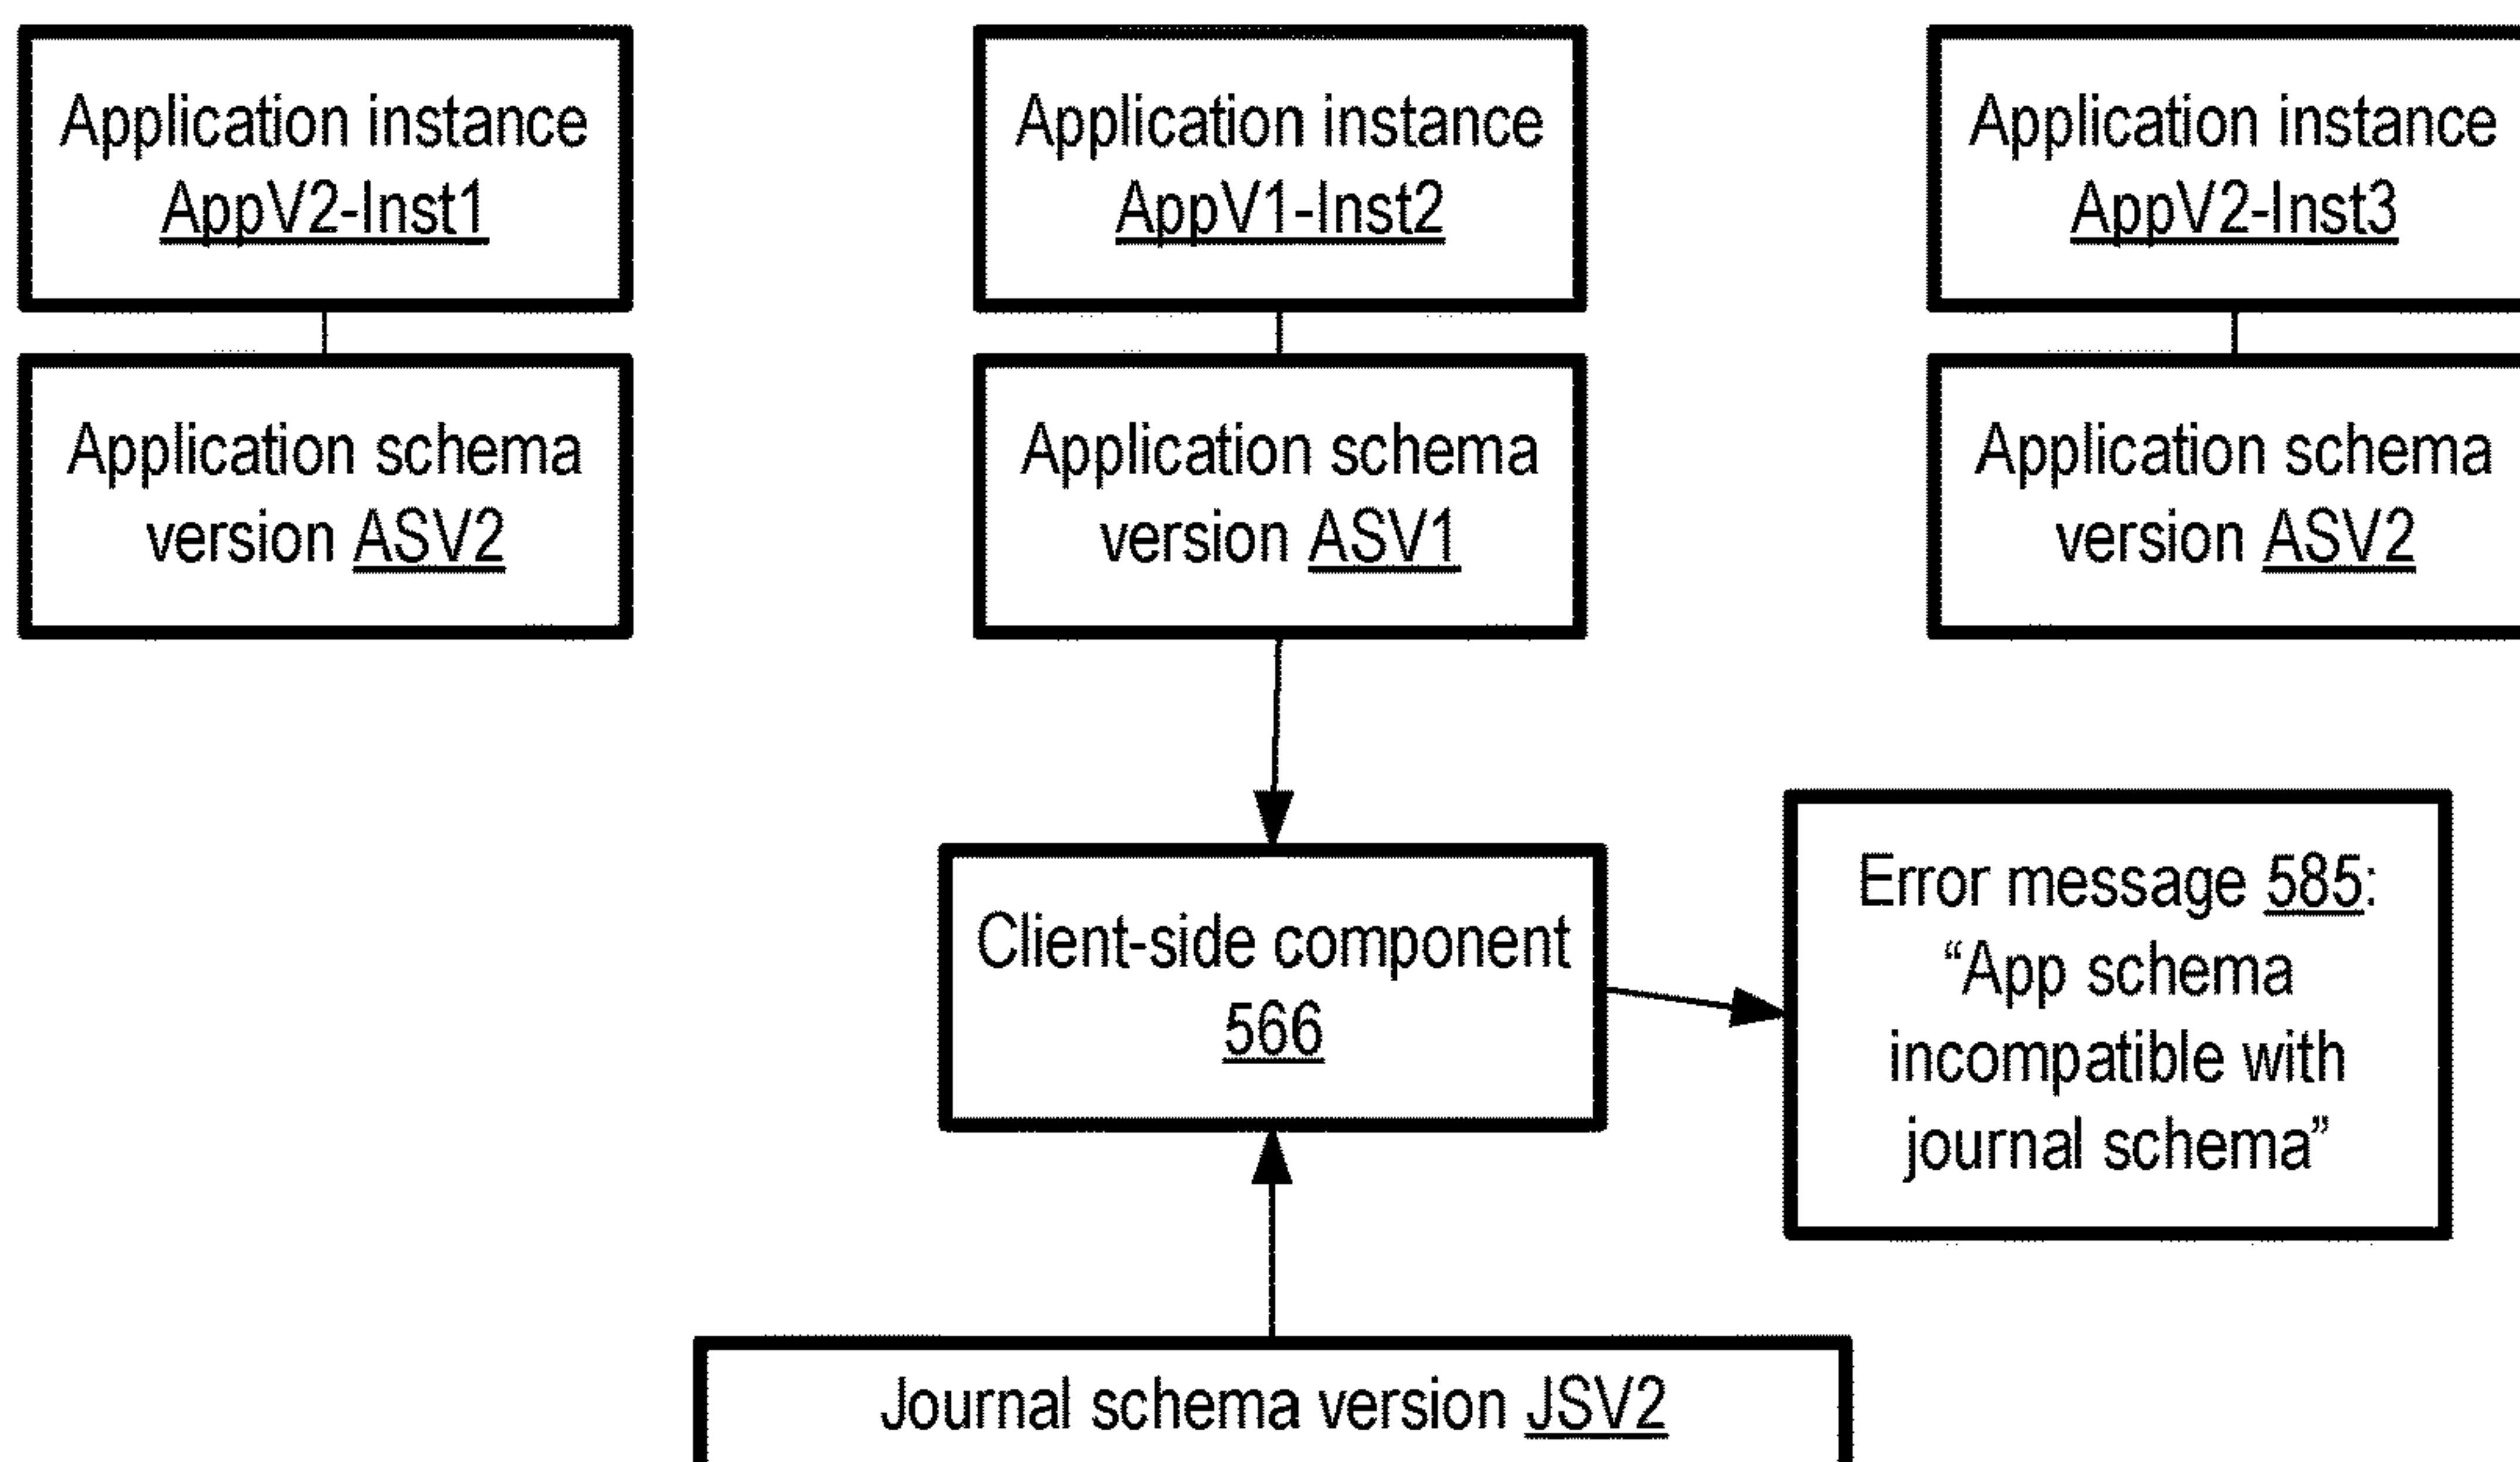 Application instance
AppV2-Inst1
Application instance
AppV1-Inst2
Application instance
AppV2-Inst3
Application schema
version ASV2
Application schema
version ASV1
Application schema
version ASV2
Client-side component
566
Error message 585:
“App schema
incompatible with
journal schema”
Journal schema version JSV2